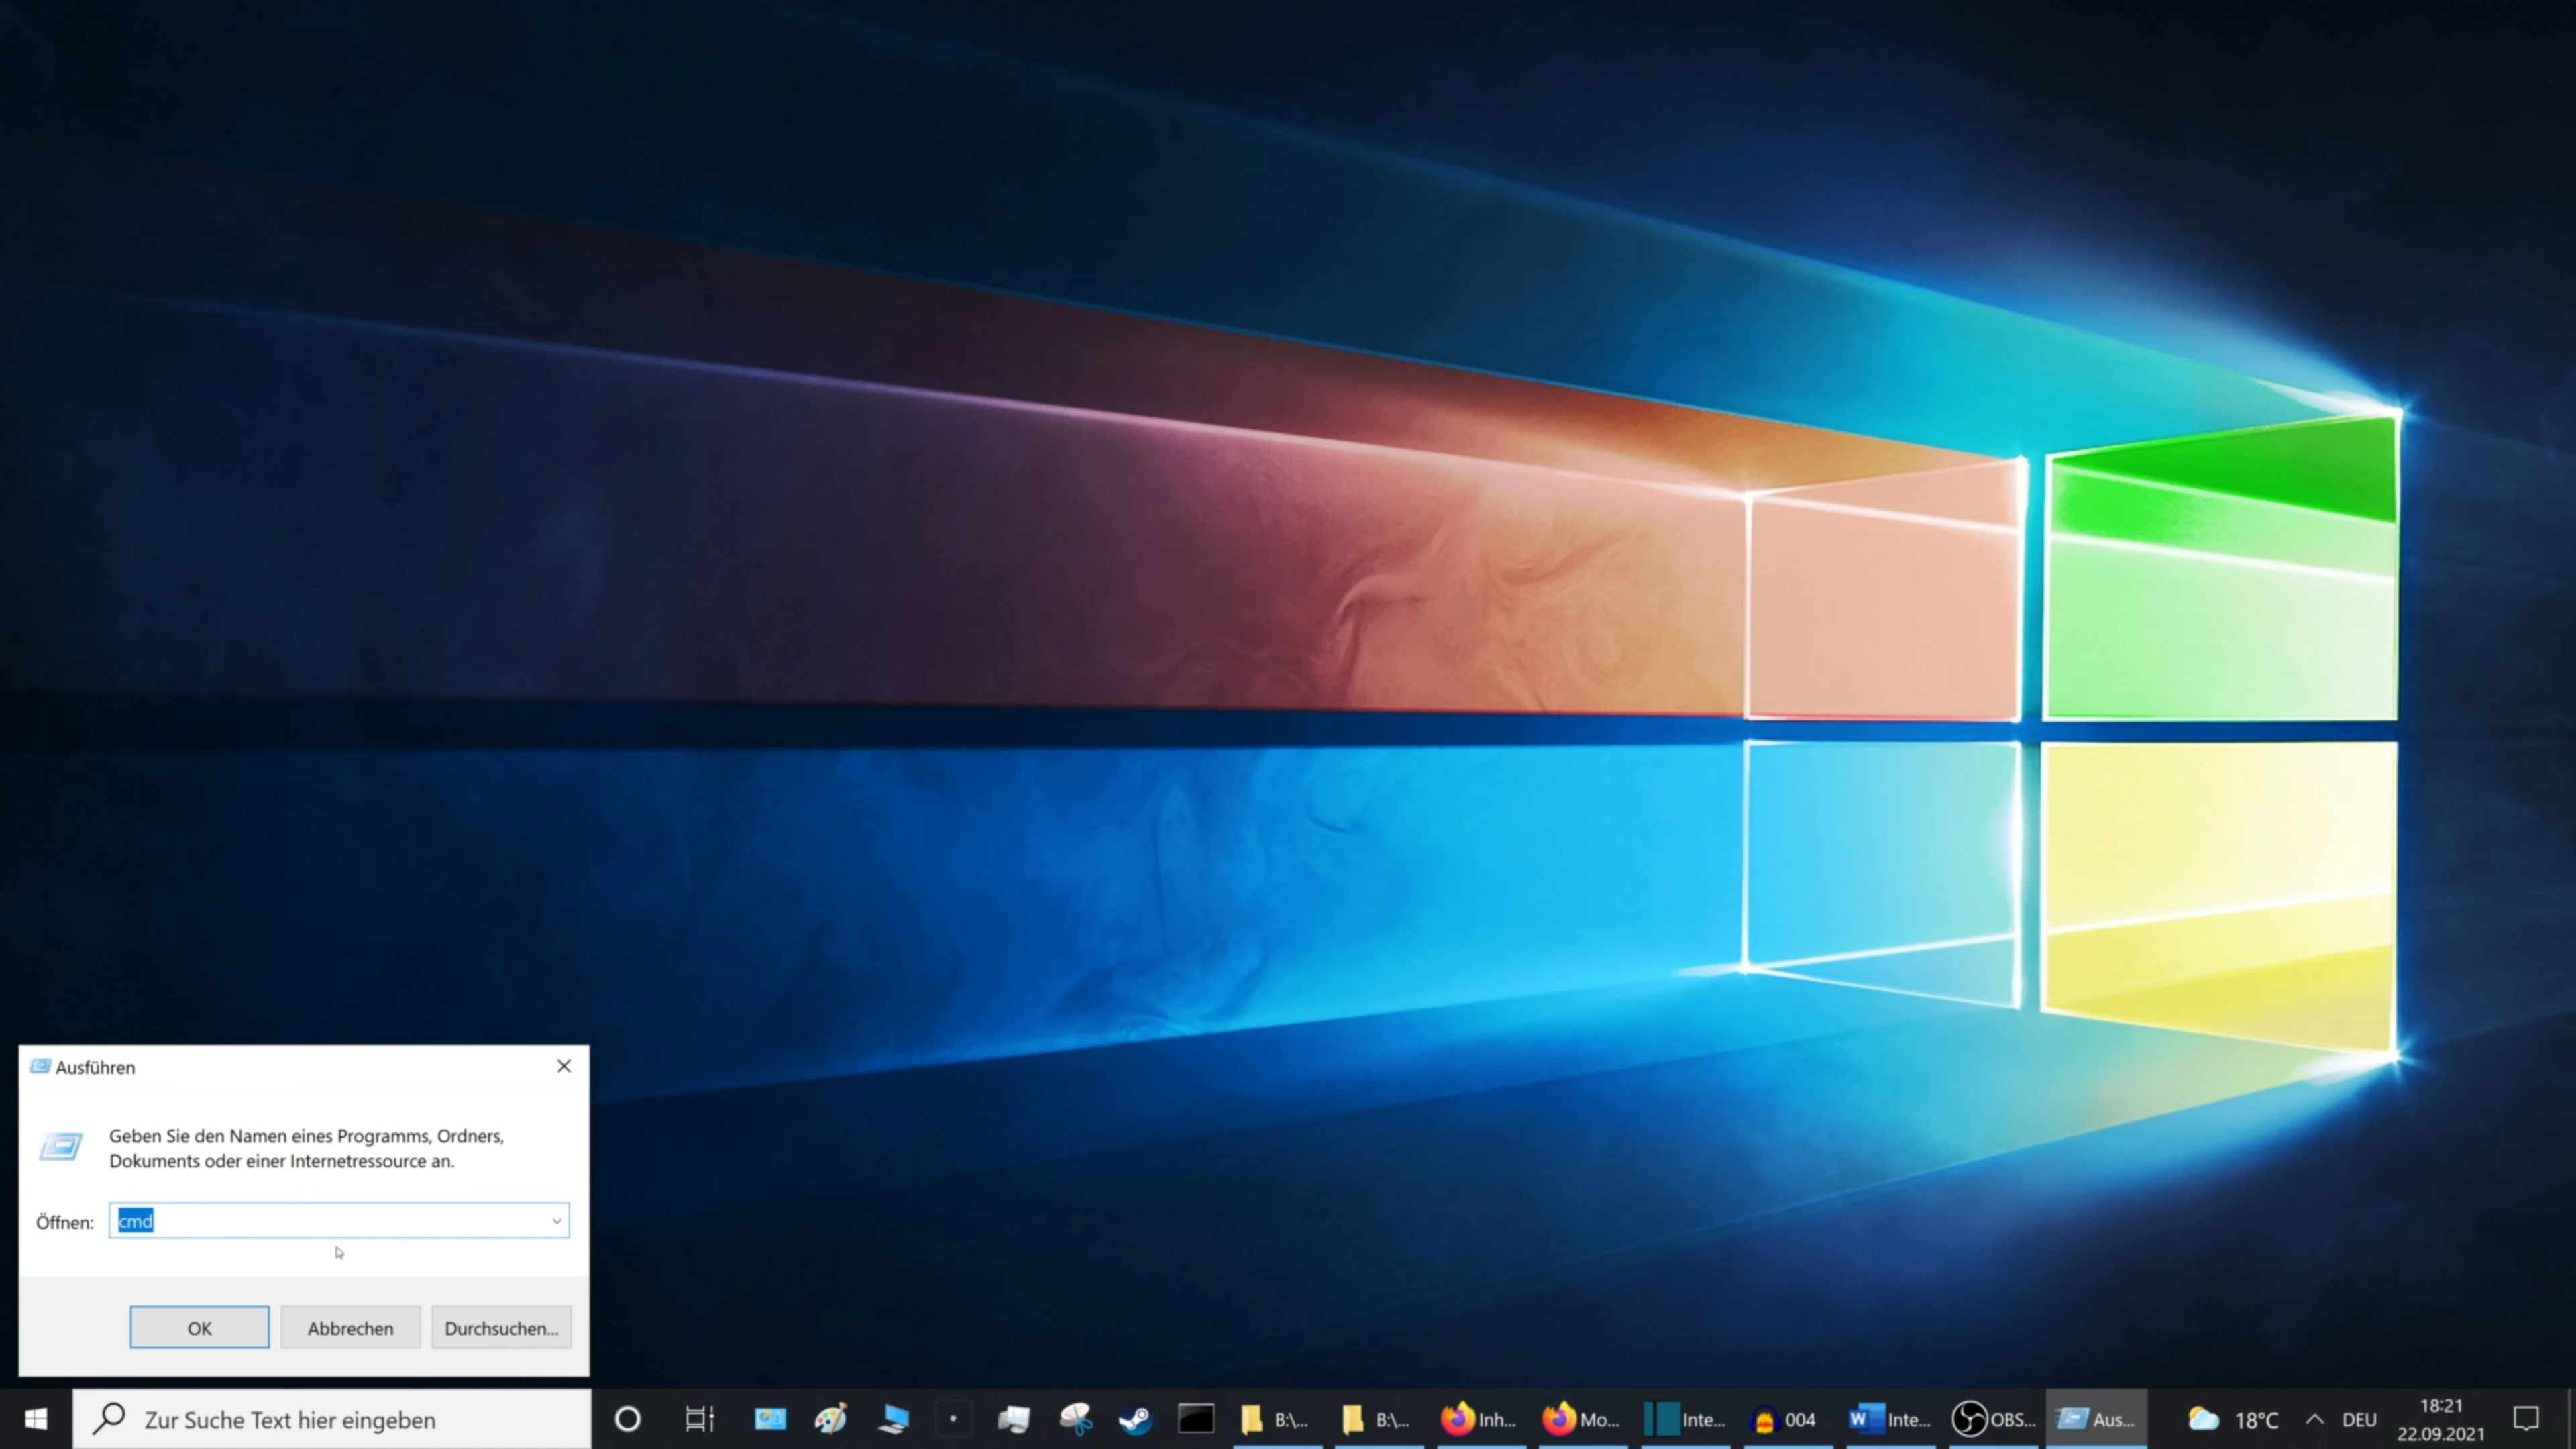 Ausführen
Geben Sie den Namen eines Programms, Ordners,
Dokuments oder einer Internetressource an.
Öffnen: cmd
OK Abbrechen Durchsuchen...
Zur Suche Text hier eingeben B:\... B:\... Inh... Mo... Inte... 004 Inte... OBS... Aus... 18°C DEU 18:21
22.09.2021